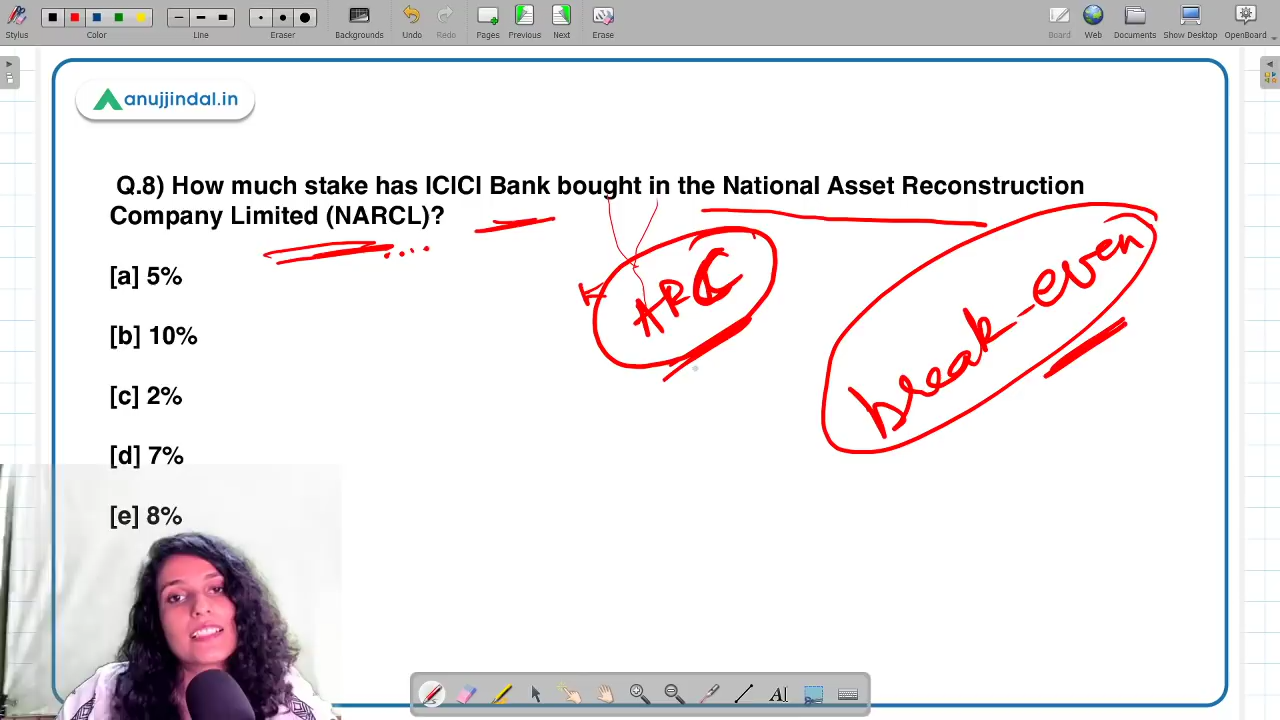 Stylus
Color
Line
Eraser
Backgrounds
Undo
Redo
Pages
Previous
Next
Erase
Board
Web
Documents
Show Desktop
OpenBoard
anujjindal.in
Q.8) How much stake has ICICI Bank bought in the National Asset Reconstruction
Company Limited (NARCL)?
[a] 5%
[b] 10%
[c] 2%
[d] 7%
[e] 8%
ARC
break-even